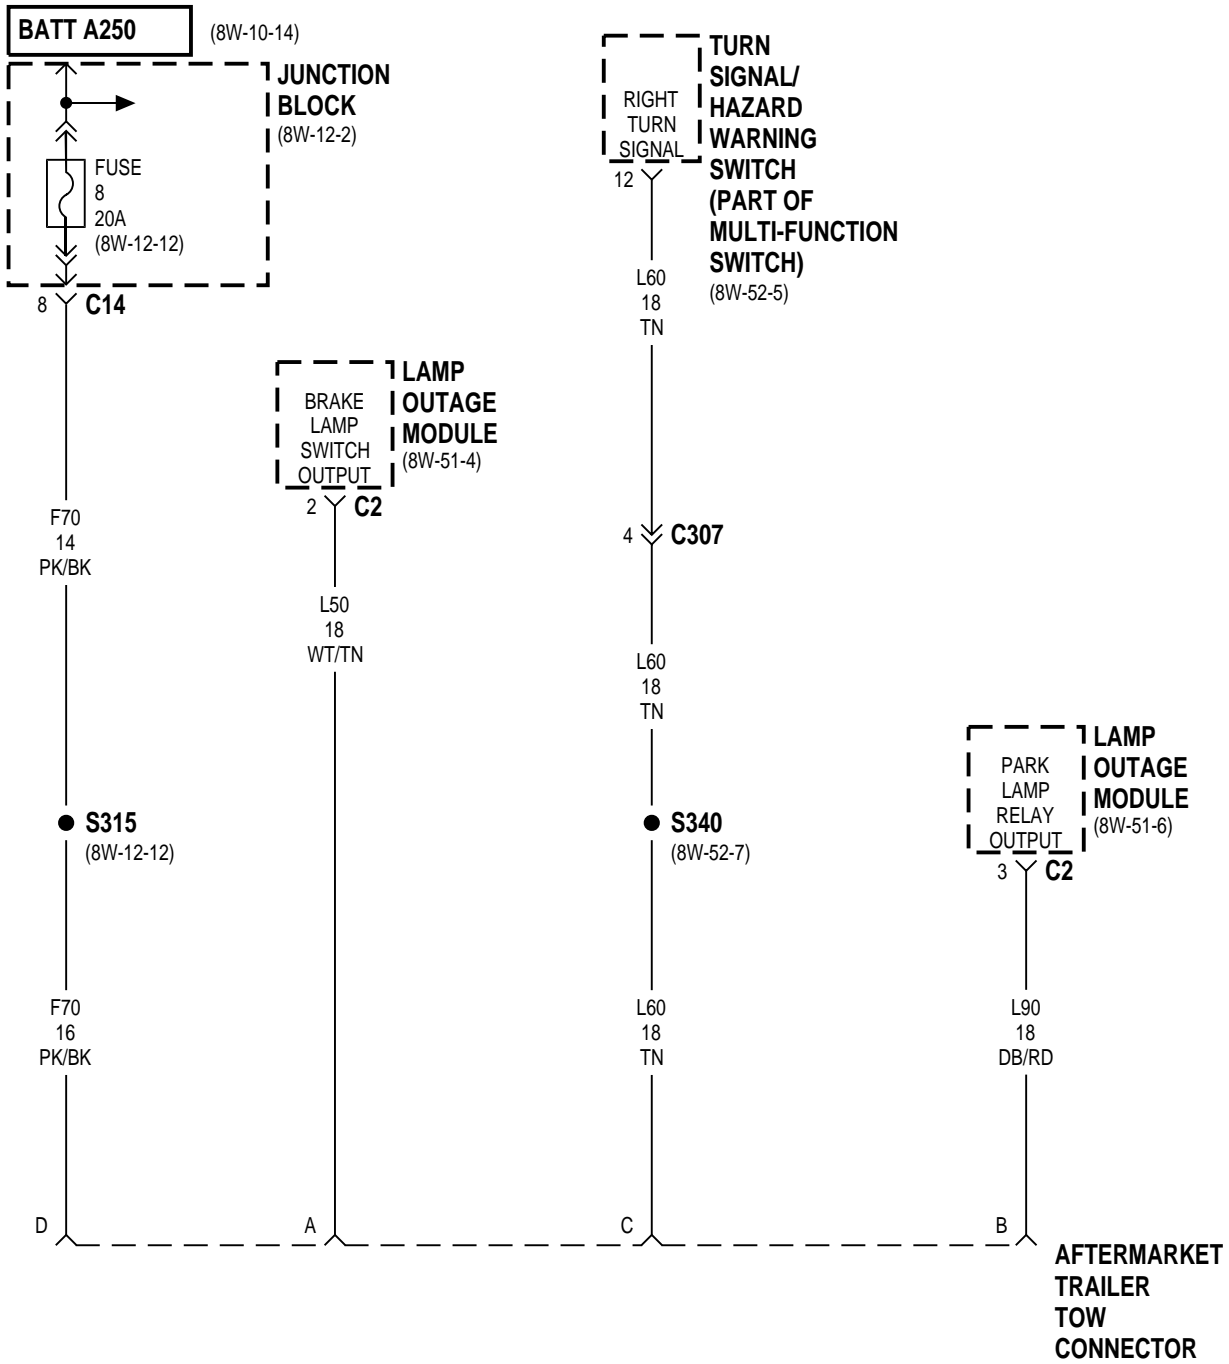 BATT A250
(8W-10-14)
JUNCTION
BLOCK
(8W-12-2)
FUSE
8
20A
(8W-12-12)
8
C14
F70
14
PK/BK
S315
(8W-12-12)
F70
16
PK/BK
D
BRAKE
LAMP
SWITCH
OUTPUT
LAMP
OUTAGE
MODULE
(8W-51-4)
2
C2
L50
18
WT/TN
A
RIGHT
TURN
SIGNAL
TURN
SIGNAL/
HAZARD
WARNING
SWITCH
(PART OF
MULTI-FUNCTION
SWITCH)
(8W-52-5)
12
L60
18
TN
4
C307
L60
18
TN
S340
(8W-52-7)
L60
18
TN
C
PARK
LAMP
RELAY
OUTPUT
LAMP
OUTAGE
MODULE
(8W-51-6)
3
C2
L90
18
DB/RD
B
AFTERMARKET
TRAILER
TOW
CONNECTOR